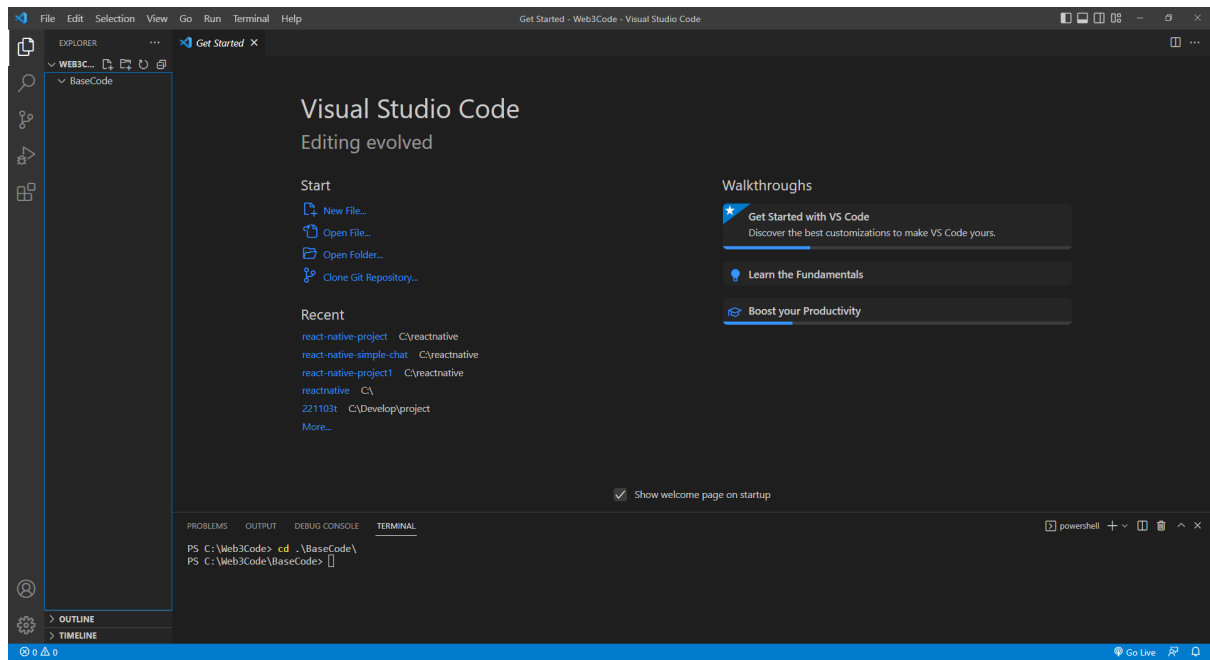 File Edit Selection View Go Run Terminal Help
Get Started - Web3Code - Visual Studio Code
EXPLORER
Get Started
WEB3C...
BaseCode
Visual Studio Code
Editing evolved
Start
New File...
Open File...
Open Folder...
Clone Git Repository...
Recent
react-native-project C:\reactnative
react-native-simple-chat C:\reactnative
react-native-project1 C:\reactnative
reactnative C:\
221103t C:\Develop\project
More...
Walkthroughs
Get Started with VS Code
Discover the best customizations to make VS Code yours.
Learn the Fundamentals
Boost your Productivity
Show welcome page on startup
PROBLEMS OUTPUT DEBUG CONSOLE TERMINAL
powershell
PS C:\Web3Code> cd .\BaseCode\
PS C:\Web3Code\BaseCode>
OUTLINE
TIMELINE
0 0
Go Live